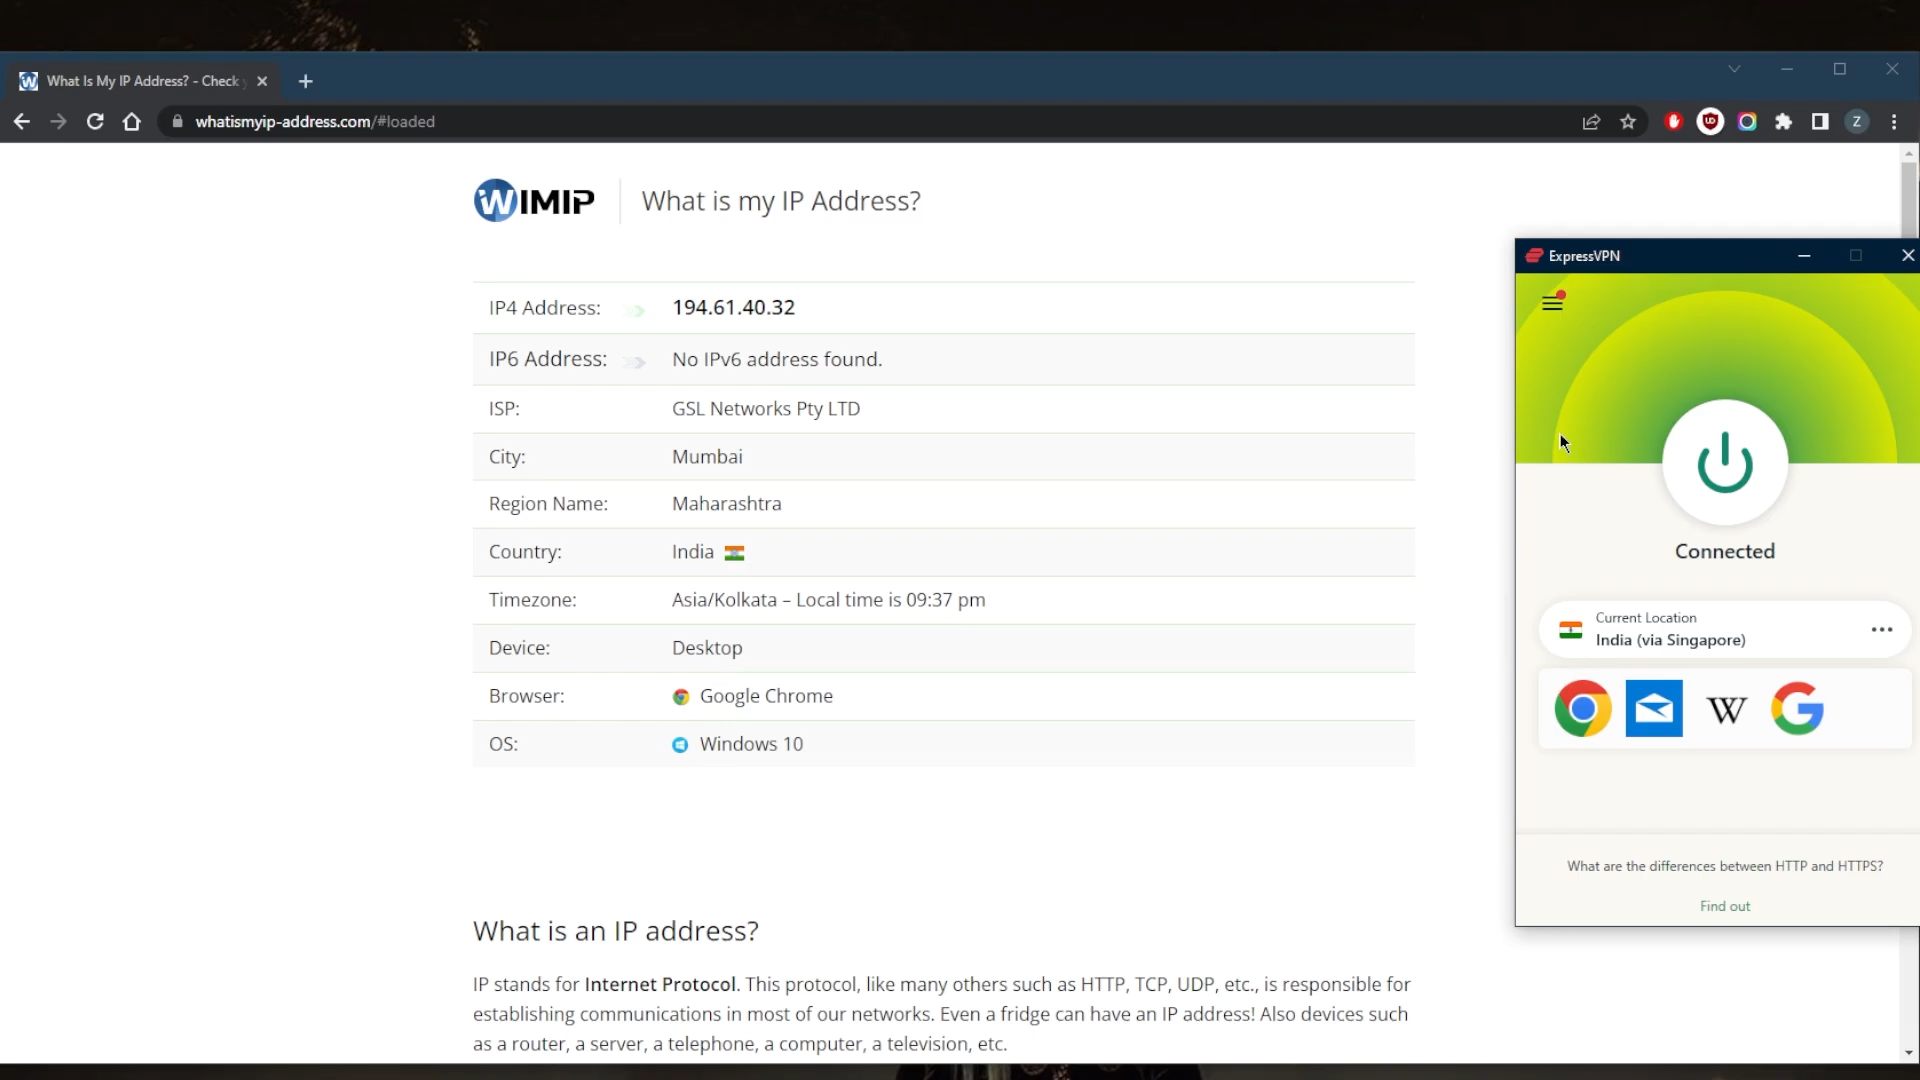 What Is My IP Address? - Check
whatismyip-address.com/#loaded
Z
WIMIP
What is my IP Address?
IP4 Address: 194.61.40.32
IP6 Address: No IPv6 address found.
ISP: GSL Networks Pty LTD
City: Mumbai
Region Name: Maharashtra
Country: India
Timezone: Asia/Kolkata – Local time is 09:37 pm
Device: Desktop
Browser: Google Chrome
OS: Windows 10
What is an IP address?
IP stands for Internet Protocol. This protocol, like many others such as HTTP, TCP, UDP, etc., is responsible for
establishing communications in most of our networks. Even a fridge can have an IP address! Also devices such
as a router, a server, a telephone, a computer, a television, etc.
ExpressVPN
Connected
Current Location
India (via Singapore)
W
G
What are the differences between HTTP and HTTPS?
Find out